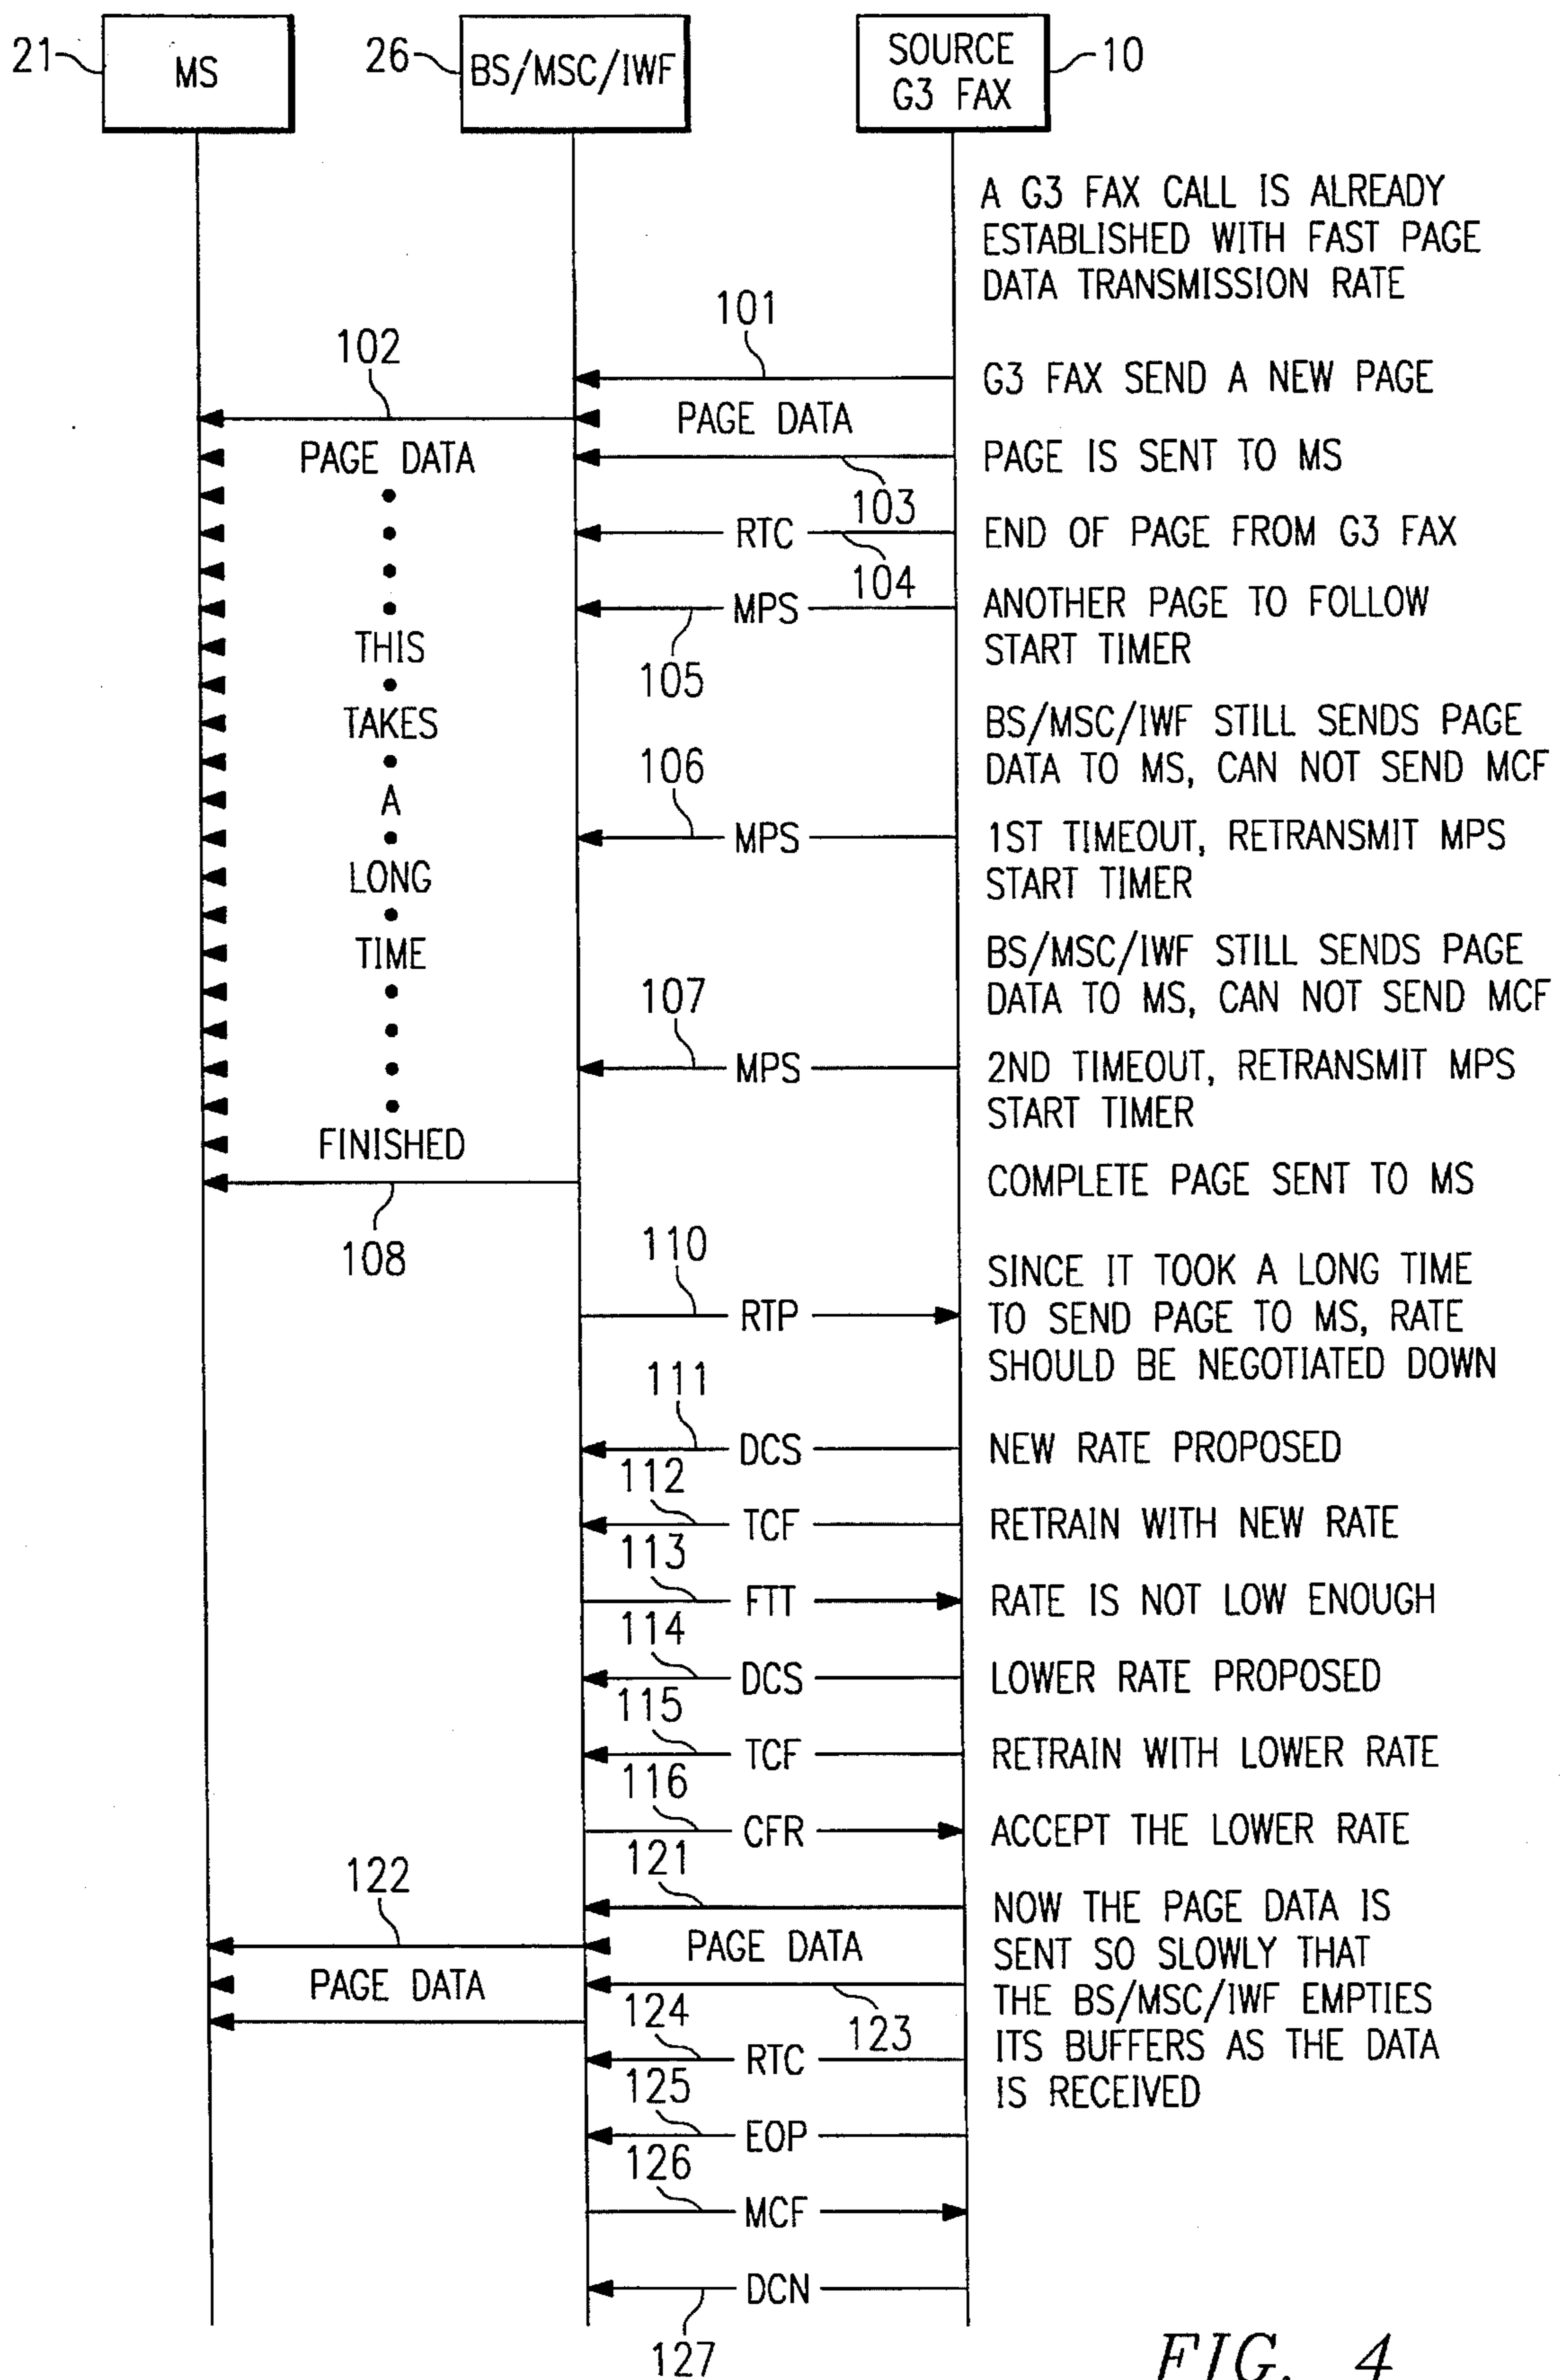 21
MS
26
BS/MSC/IWF
SOURCE
G3 FAX
10
A G3 FAX CALL IS ALREADY
ESTABLISHED WITH FAST PAGE
DATA TRANSMISSION RATE
101
G3 FAX SEND A NEW PAGE
102
PAGE DATA
PAGE DATA
PAGE IS SENT TO MS
103
RTC
END OF PAGE FROM G3 FAX
104
MPS
ANOTHER PAGE TO FOLLOW
START TIMER
THIS
105
TAKES
BS/MSC/IWF STILL SENDS PAGE
DATA TO MS, CAN NOT SEND MCF
106
A
MPS
1ST TIMEOUT, RETRANSMIT MPS
START TIMER
LONG
TIME
BS/MSC/IWF STILL SENDS PAGE
DATA TO MS, CAN NOT SEND MCF
107
MPS
2ND TIMEOUT, RETRANSMIT MPS
START TIMER
FINISHED
COMPLETE PAGE SENT TO MS
108
110
RTP
SINCE IT TOOK A LONG TIME
TO SEND PAGE TO MS, RATE
SHOULD BE NEGOTIATED DOWN
111
DCS
NEW RATE PROPOSED
112
TCF
RETRAIN WITH NEW RATE
113
FTT
RATE IS NOT LOW ENOUGH
114
DCS
LOWER RATE PROPOSED
115
TCF
RETRAIN WITH LOWER RATE
116
CFR
ACCEPT THE LOWER RATE
121
122
PAGE DATA
PAGE DATA
NOW THE PAGE DATA IS
SENT SO SLOWLY THAT
THE BS/MSC/IWF EMPTIES
ITS BUFFERS AS THE DATA
IS RECEIVED
123
124
RTC
125
EOP
126
MCF
DCN
127
FIG. 4